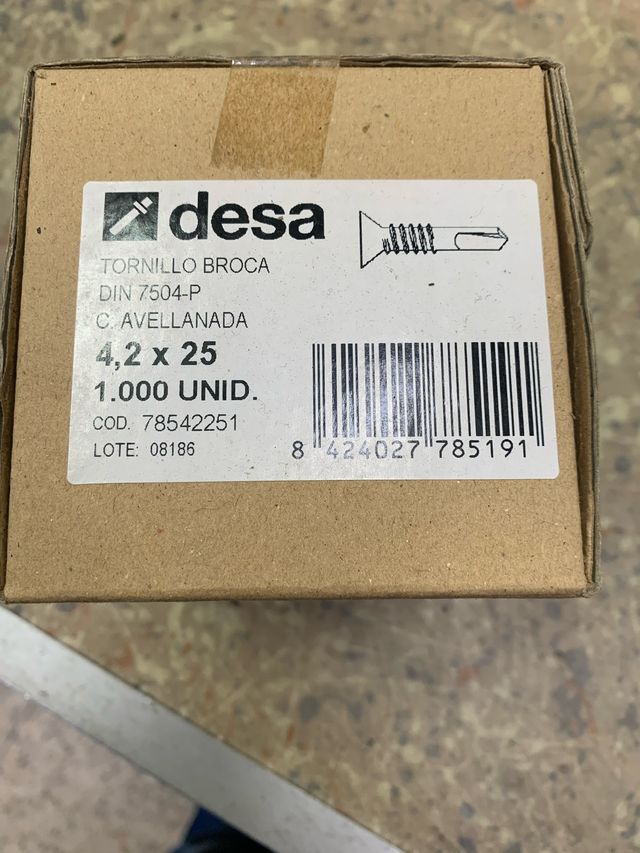 desa
TORNILLO BROCA
DIN 7504-P
C. AVELLANADA
4,2 x 25
1.000 UNID.
COD. 78542251
LOTE: 08186
8 424027 785191